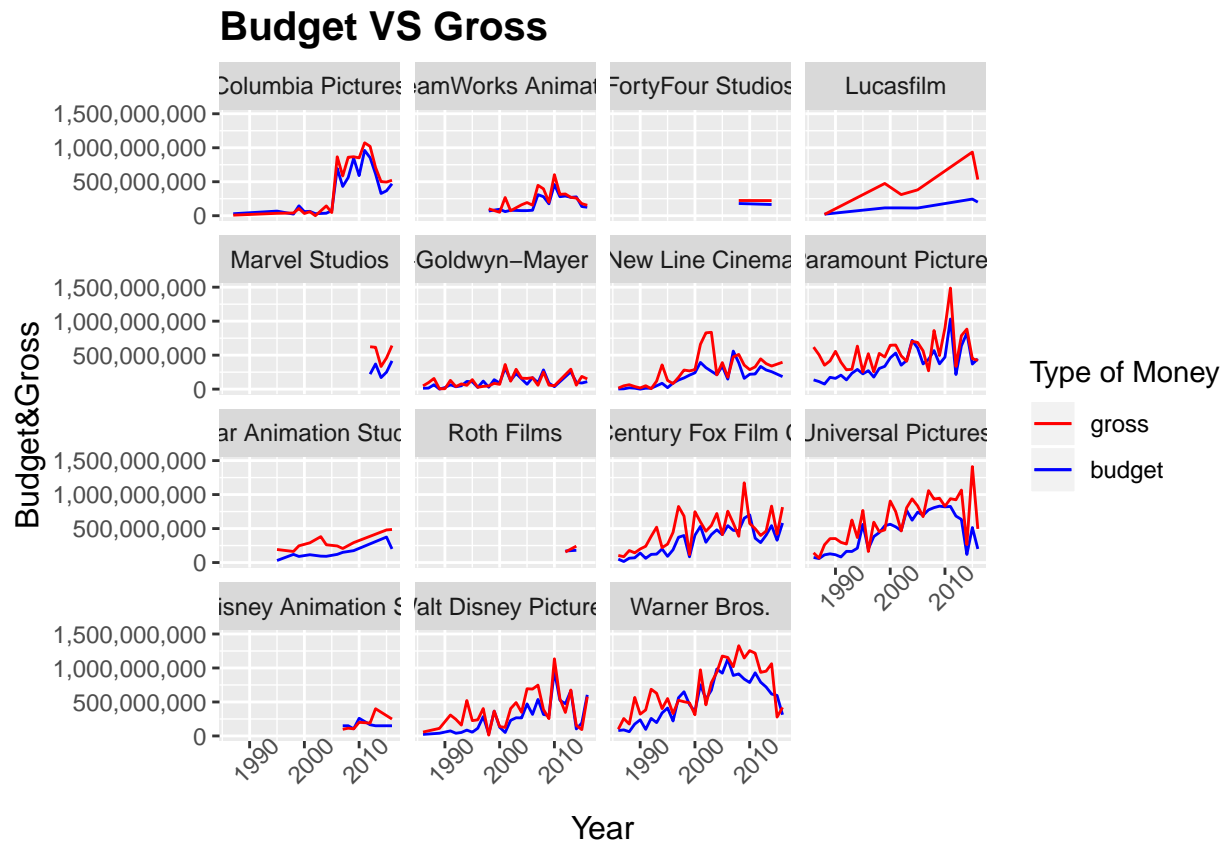 Budget VS Gross
Columbia Pictures
eamWorks Animat
FortyFour Studios
Lucasfilm
1,500,000,000
1,000,000,000
500,000,000
0
Marvel Studios
-Goldwyn−Mayer
New Line Cinema
Paramount Picture
1,500,000,000
1,000,000,000
500,000,000
0
ar Animation Stud
Roth Films
Century Fox Film C
Universal Pictures
1,500,000,000
1,000,000,000
500,000,000
0
1990
2000
2010
isney Animation S
Walt Disney Picture
Warner Bros.
1,500,000,000
1,000,000,000
500,000,000
0
1990
2000
2010
1990
2000
2010
1990
2000
2010
Year
Budget&Gross
Type of Money
gross
budget